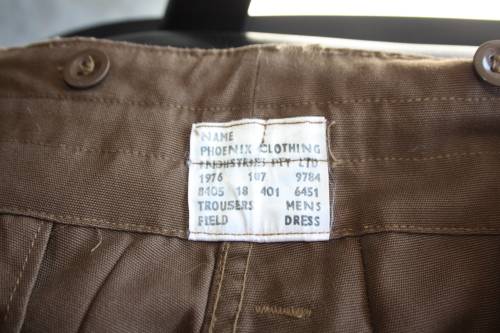 NAME
PHOENIX CLOTHING
INDUSTRIES PTY LTD
1976 107 9784
8405 18 401 6451
TROUSERS MENS
FIELD DRESS